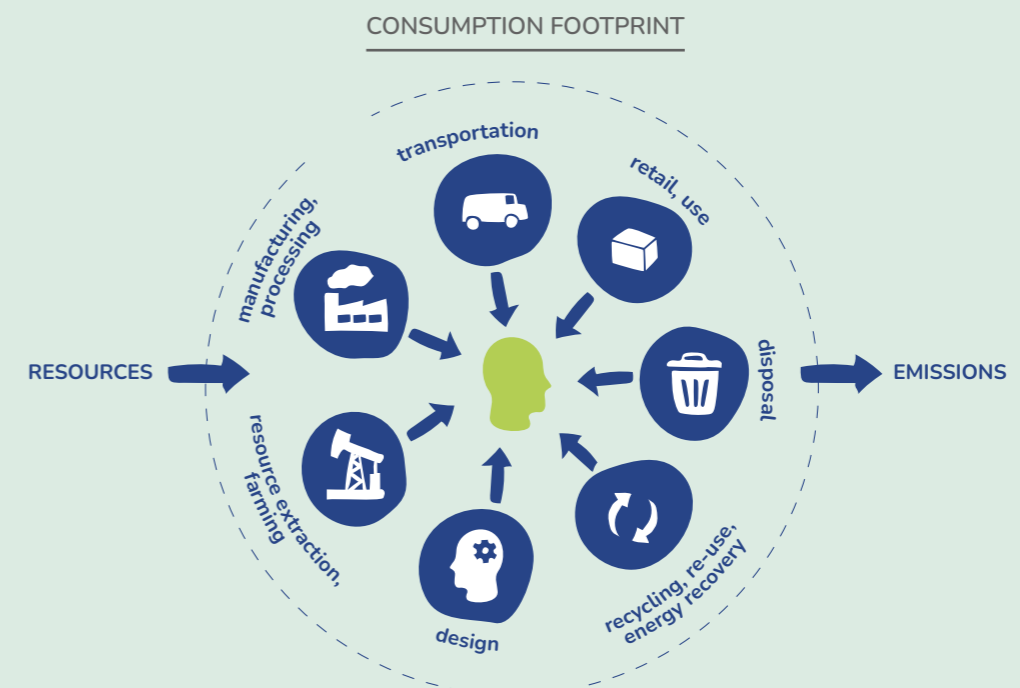 CONSUMPTION FOOTPRINT
transportation
retail, use
manufacturing,
processing
RESOURCES
disposal
EMISSIONS
resource extraction,
farming
recycling, re-use,
energy recovery
design